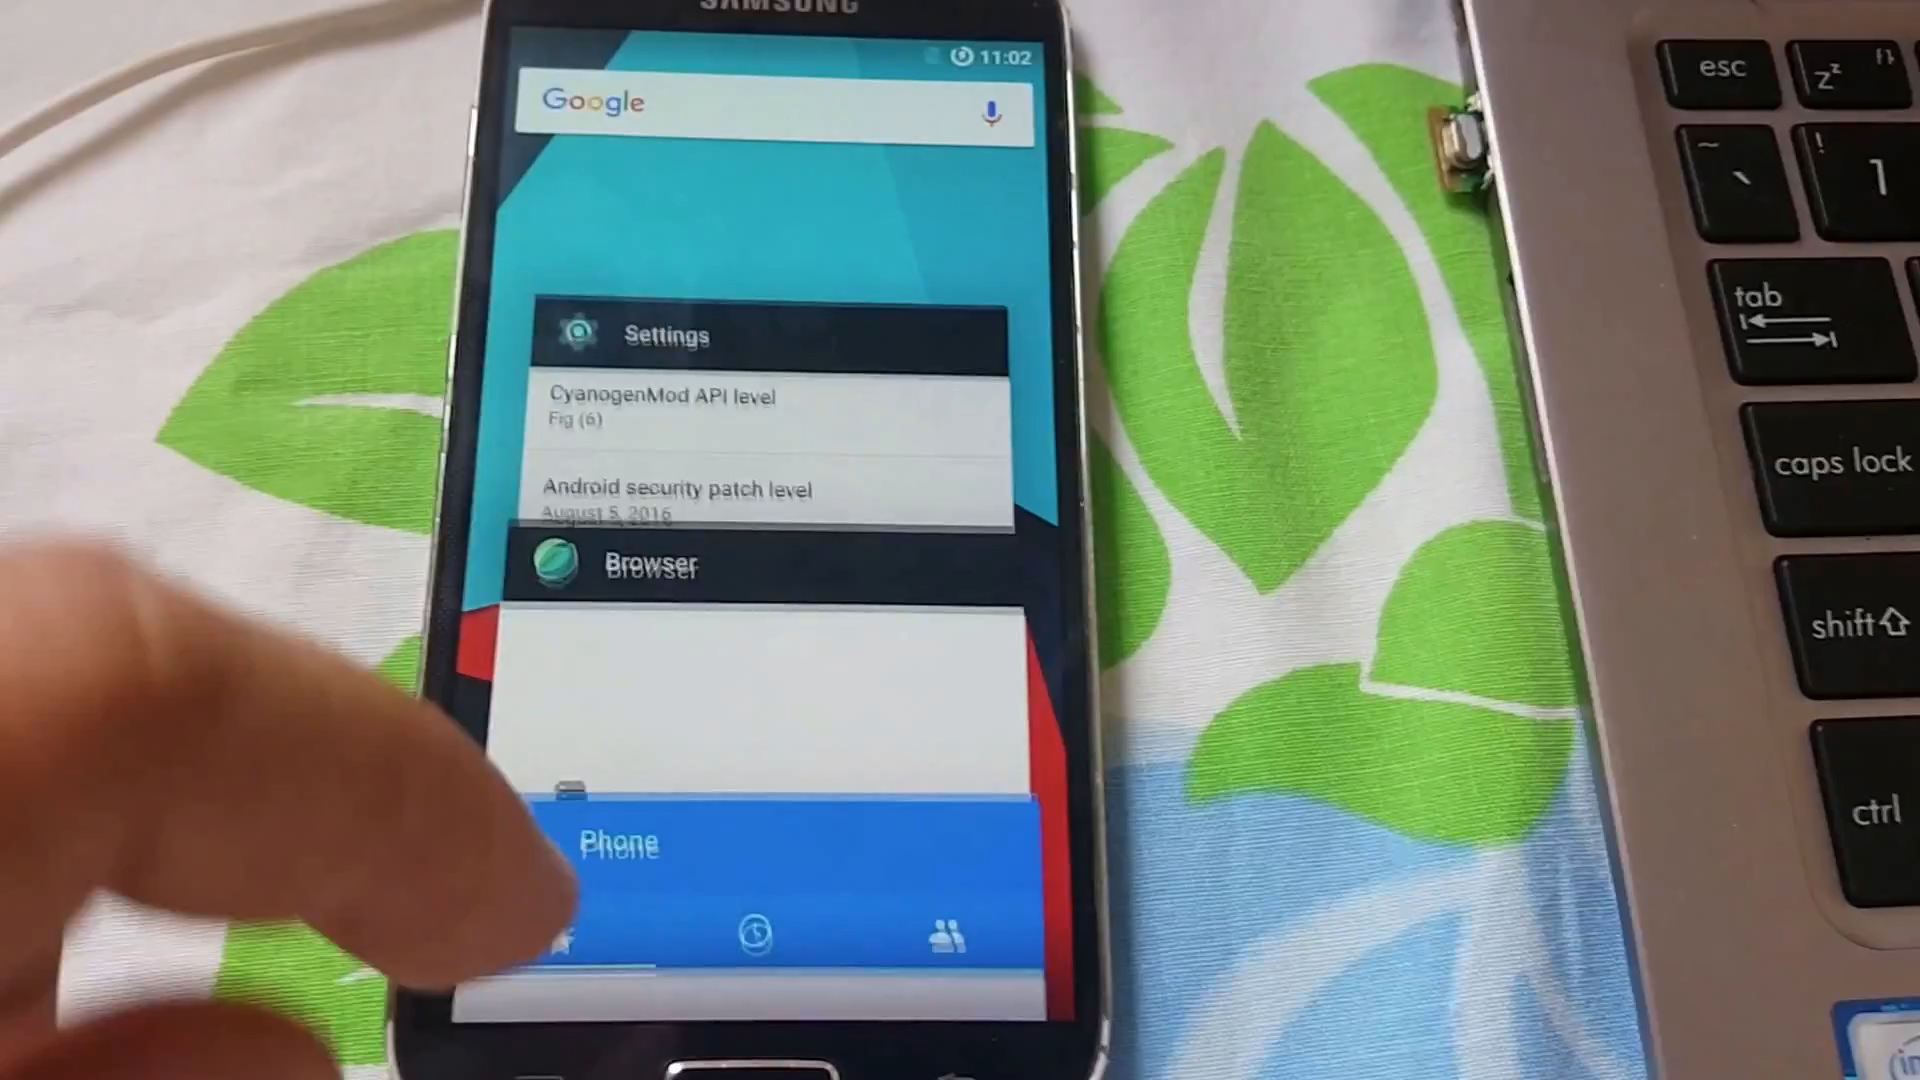 SAMSUNG
11:02
Google
Settings
CyanogenMod API level
Fig (6)
Android security patch level
August 5, 2016
Browser
Phone
esc
zz
~
`
!
1
tab
caps lock
shift
ctrl